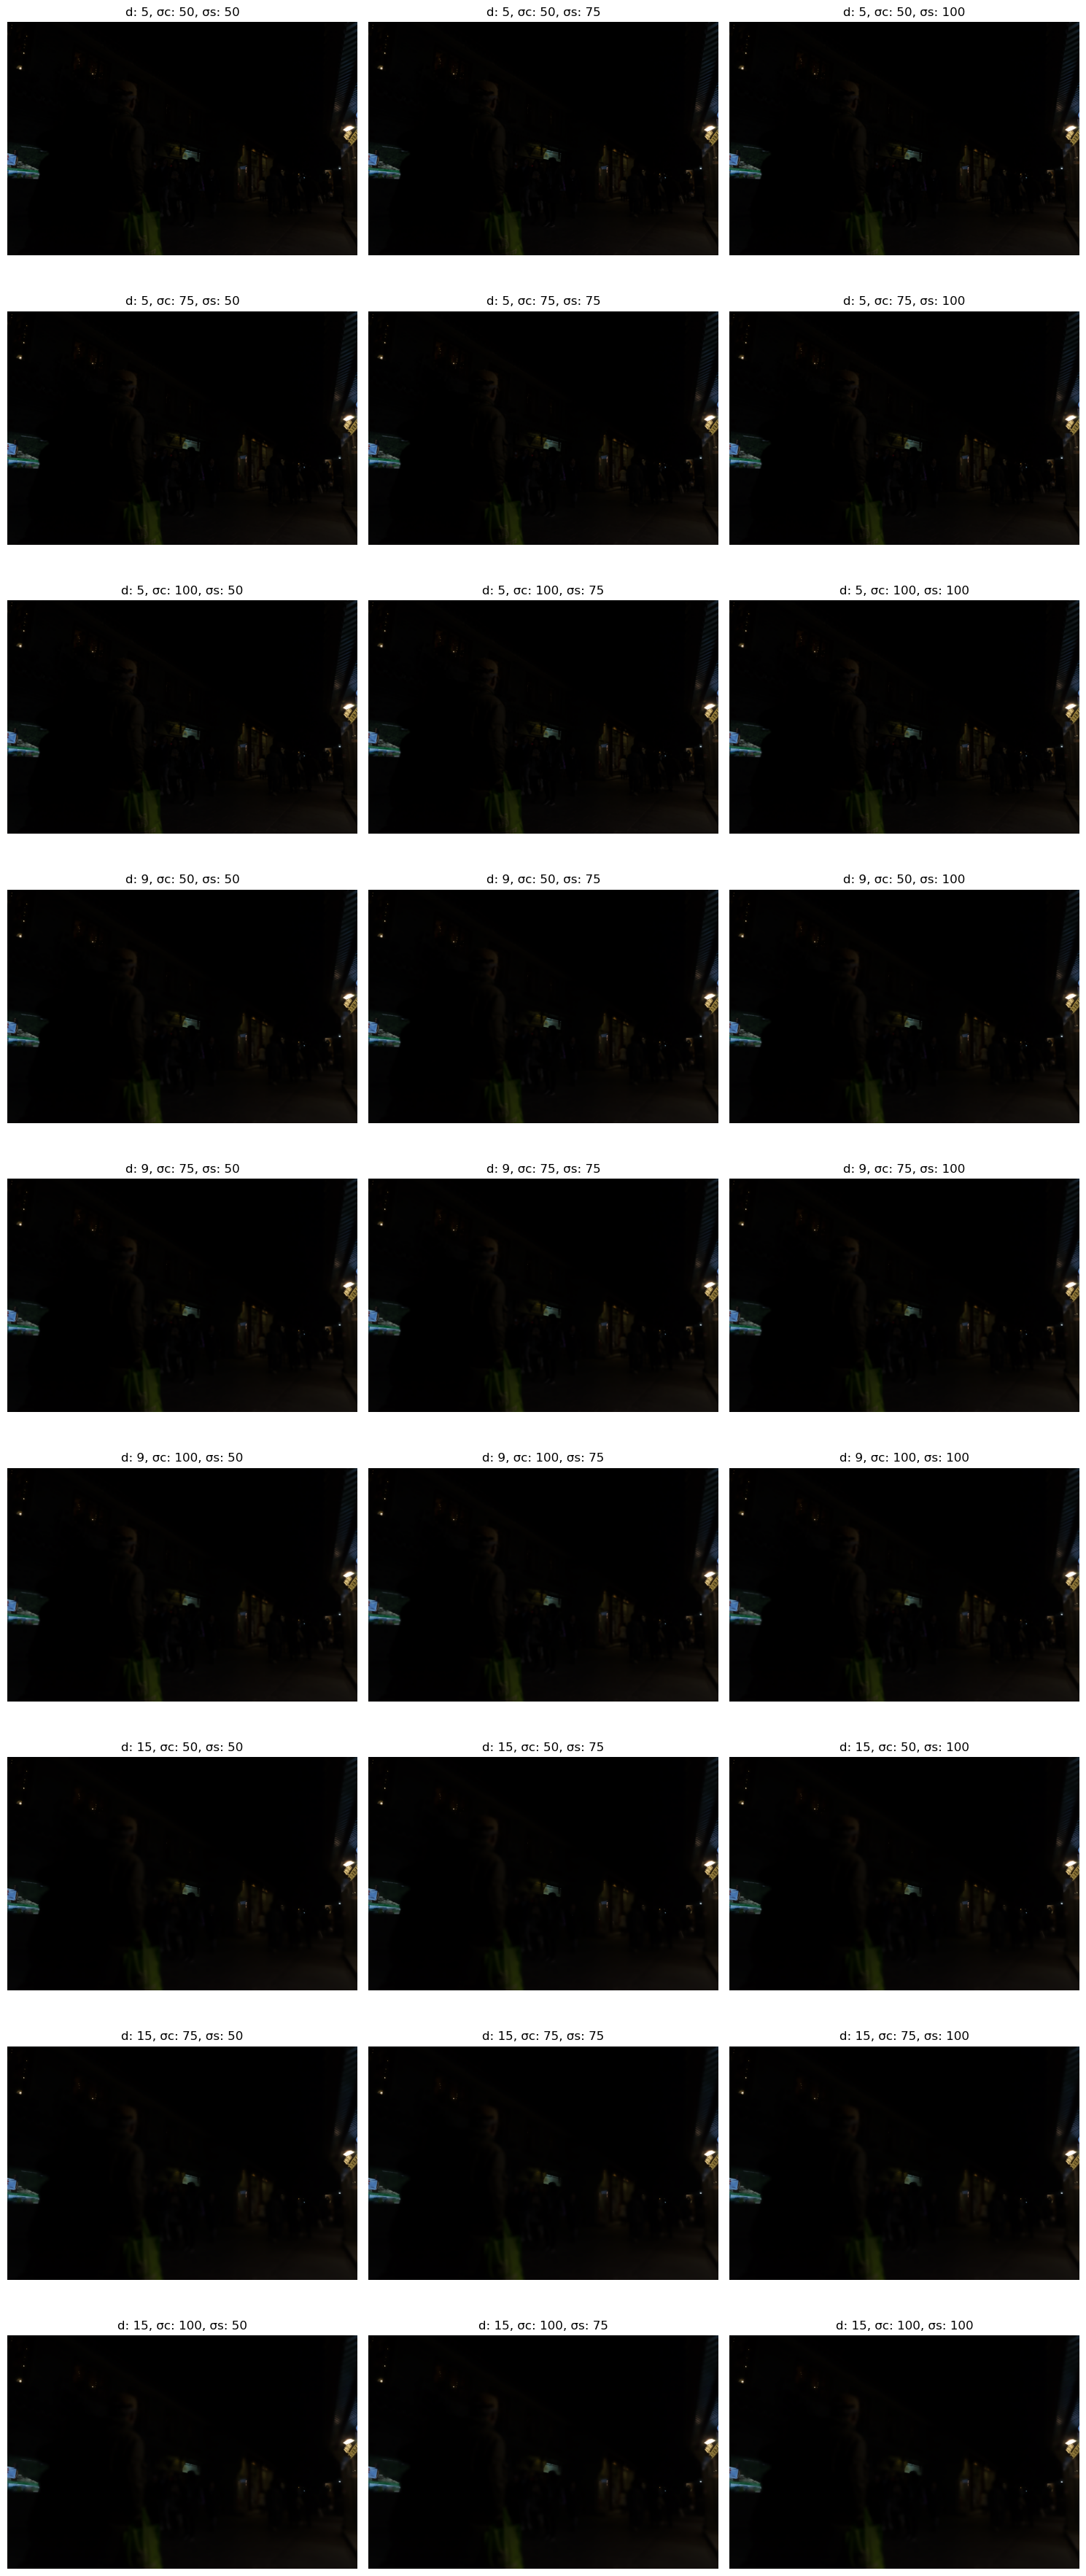 d: 5, σc: 50, σs: 50
d: 5, σc: 50, σs: 75
d: 5, σc: 50, σs: 100
d: 5, σc: 75, σs: 50
d: 5, σc: 75, σs: 75
d: 5, σc: 75, σs: 100
d: 5, σc: 100, σs: 50
d: 5, σc: 100, σs: 75
d: 5, σc: 100, σs: 100
d: 9, σc: 50, σs: 50
d: 9, σc: 50, σs: 75
d: 9, σc: 50, σs: 100
d: 9, σc: 75, σs: 50
d: 9, σc: 75, σs: 75
d: 9, σc: 75, σs: 100
d: 9, σc: 100, σs: 50
d: 9, σc: 100, σs: 75
d: 9, σc: 100, σs: 100
d: 15, σc: 50, σs: 50
d: 15, σc: 50, σs: 75
d: 15, σc: 50, σs: 100
d: 15, σc: 75, σs: 50
d: 15, σc: 75, σs: 75
d: 15, σc: 75, σs: 100
d: 15, σc: 100, σs: 50
d: 15, σc: 100, σs: 75
d: 15, σc: 100, σs: 100